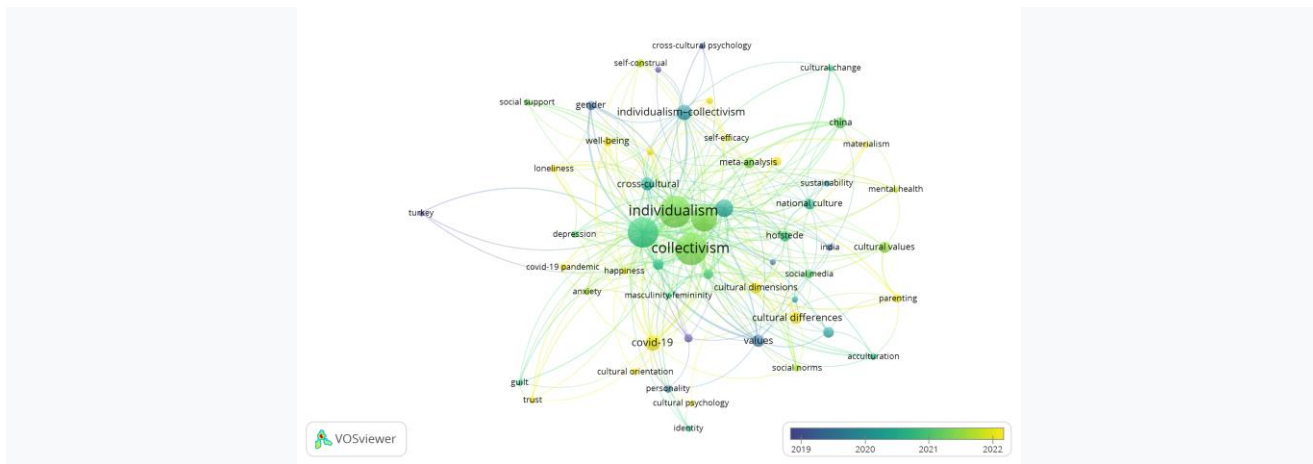 cross-cultural psychology
self-construal
cultural change
social support
gender
individualism–collectivism
china
self-efficacy
well-being
materialism
meta-analysis
loneliness
cross-cultural
sustainability
mental health
national culture
individualism
turkey
depression
hofstede
collectivism
india
cultural values
covid-19 pandemic
happiness
social media
anxiety
masculinity-femininity
cultural dimensions
parenting
cultural differences
covid-19
values
acculturation
cultural orientation
social norms
guilt
personality
trust
cultural psychology
identity
VOSviewer
2019 2020 2021 2022